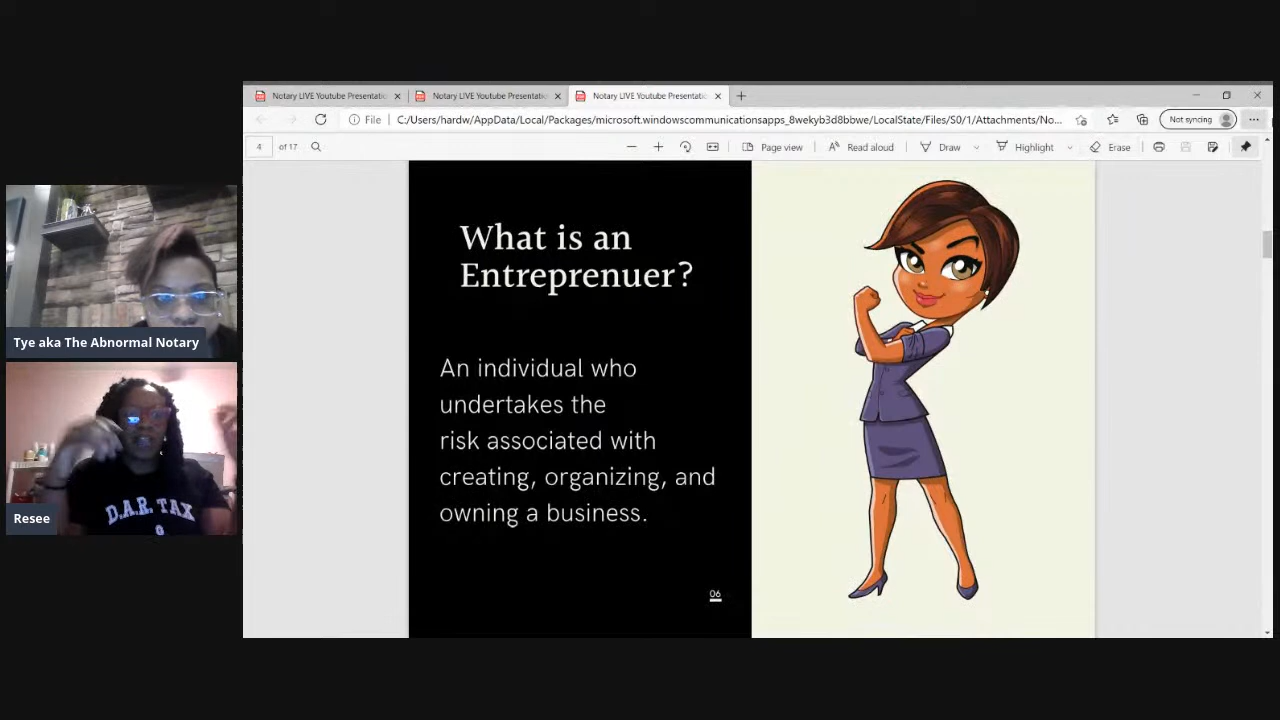 Notary LIVE Youtube Presentatic
Notary LIVE Youtube Presentatic
Notary LIVE Youtube Presentatic
File
C:/Users/hardw/AppData/Local/Packages/microsoft.windowscommunicationsapps_8wekyb3d8bbwe/LocalState/Files/S0/1/Attachments/No...
Not syncing
4 of 17
Page view
Read aloud
Draw
Highlight
Erase
What is an
Entreprenuer?
An individual who
undertakes the
risk associated with
creating, organizing, and
owning a business.
06
Tye aka The Abnormal Notary
D.A.R. TAX
Resee